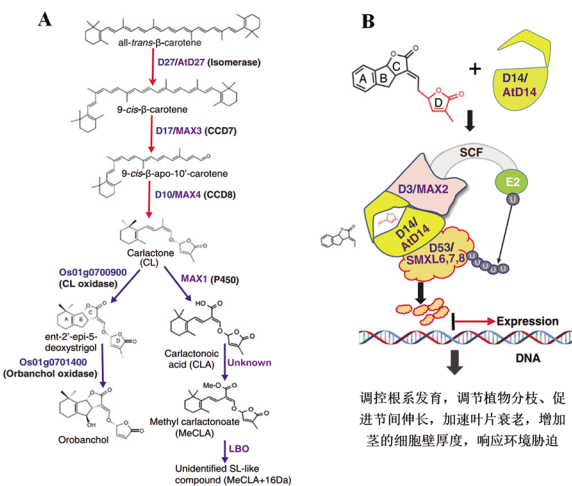 A
all-trans-β-carotene
D27/AtD27 (Isomerase)
9-cis-β-carotene
D17/MAX3 (CCD7)
9-cis-β-apo-10'-carotene
D10/MAX4 (CCD8)
Carlactone
(CL)
Os01g0700900
(CL oxidase)
MAX1 (P450)
A
B
C
D
ent-2'-epi-5-
deoxystrigol
HO
O
Carlactonoic
acid (CLA)
Os01g0701400
(Orbanchol oxidase)
Unknown
MeO
O
OH
Orobanchol
Methyl carlactonate
(MeCLA)
LBO
Unidentified SL-like
compound (MeCLA+16Da)
B
A
B
C
D
+
D14/
AtD14
SCF
E2
U
D3/MAX2
D14/
AtD14
D53/
SMXL6,7,8
U
U
U
U
Expression
DNA
调控根系发育，调节植物分枝、促
进节间伸长，加速叶片衰老，增加
茎的细胞壁厚度，响应环境胁迫